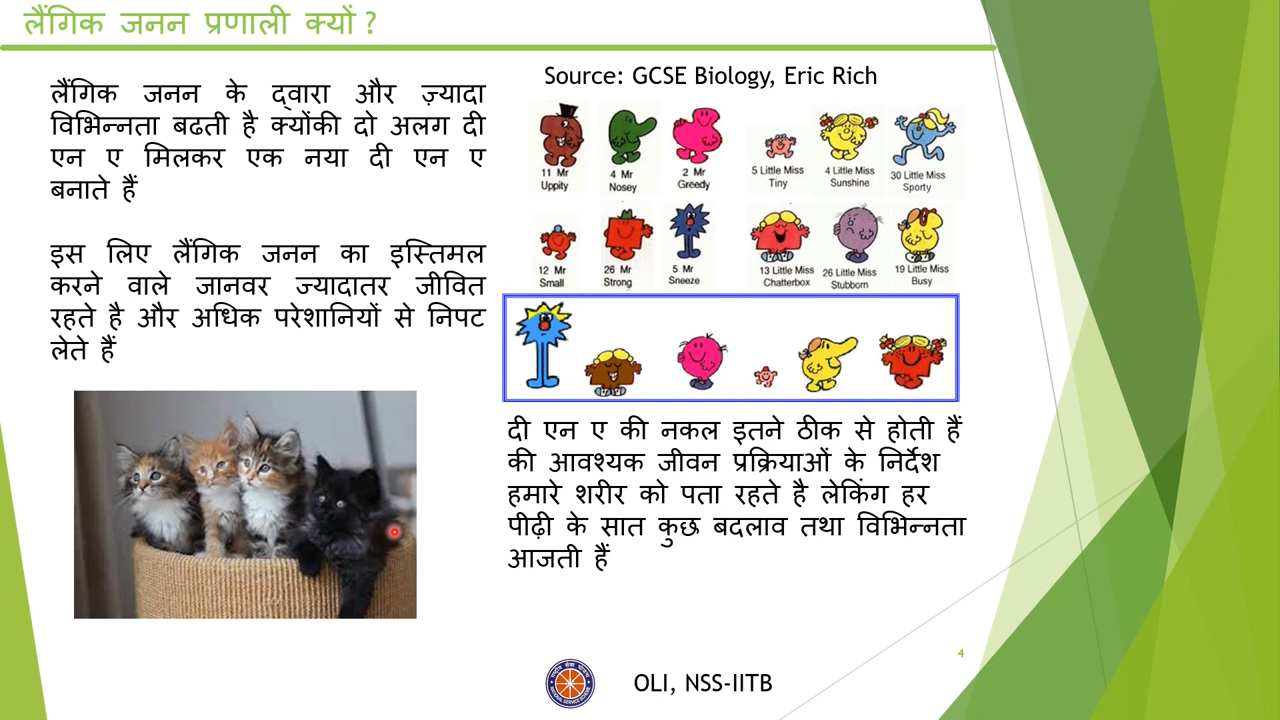 लैंगिक जनन प्रणाली क्यों ?
लैंगिक जनन के द्वारा और ज़्यादा
विभिन्नता बढती है क्योंकी दो अलग दी
एन ए मिलकर एक नया दी एन ए
बनाते हैं
इस लिए लैंगिक जनन का इस्तिमल
करने वाले जानवर ज्यादातर जीवित
रहते है और अधिक परेशानियों से निपट
लेते हैं
Source: GCSE Biology, Eric Rich
11 Mr Uppity
4 Mr Nosey
2 Mr Greedy
5 Little Miss Tiny
4 Little Miss Sunshine
30 Little Miss Sporty
12 Mr Small
26 Mr Strong
5 Mr Sneeze
13 Little Miss Chatterbox
26 Little Miss Stubborn
19 Little Miss Busy
दी एन ए की नकल इतने ठीक से होती हैं
की आवश्यक जीवन प्रक्रियाओं के निर्देश
हमारे शरीर को पता रहते है लेकिंग हर
पीढ़ी के सात कुछ बदलाव तथा विभिन्नता
आजती हैं
4
OLI, NSS-IITB